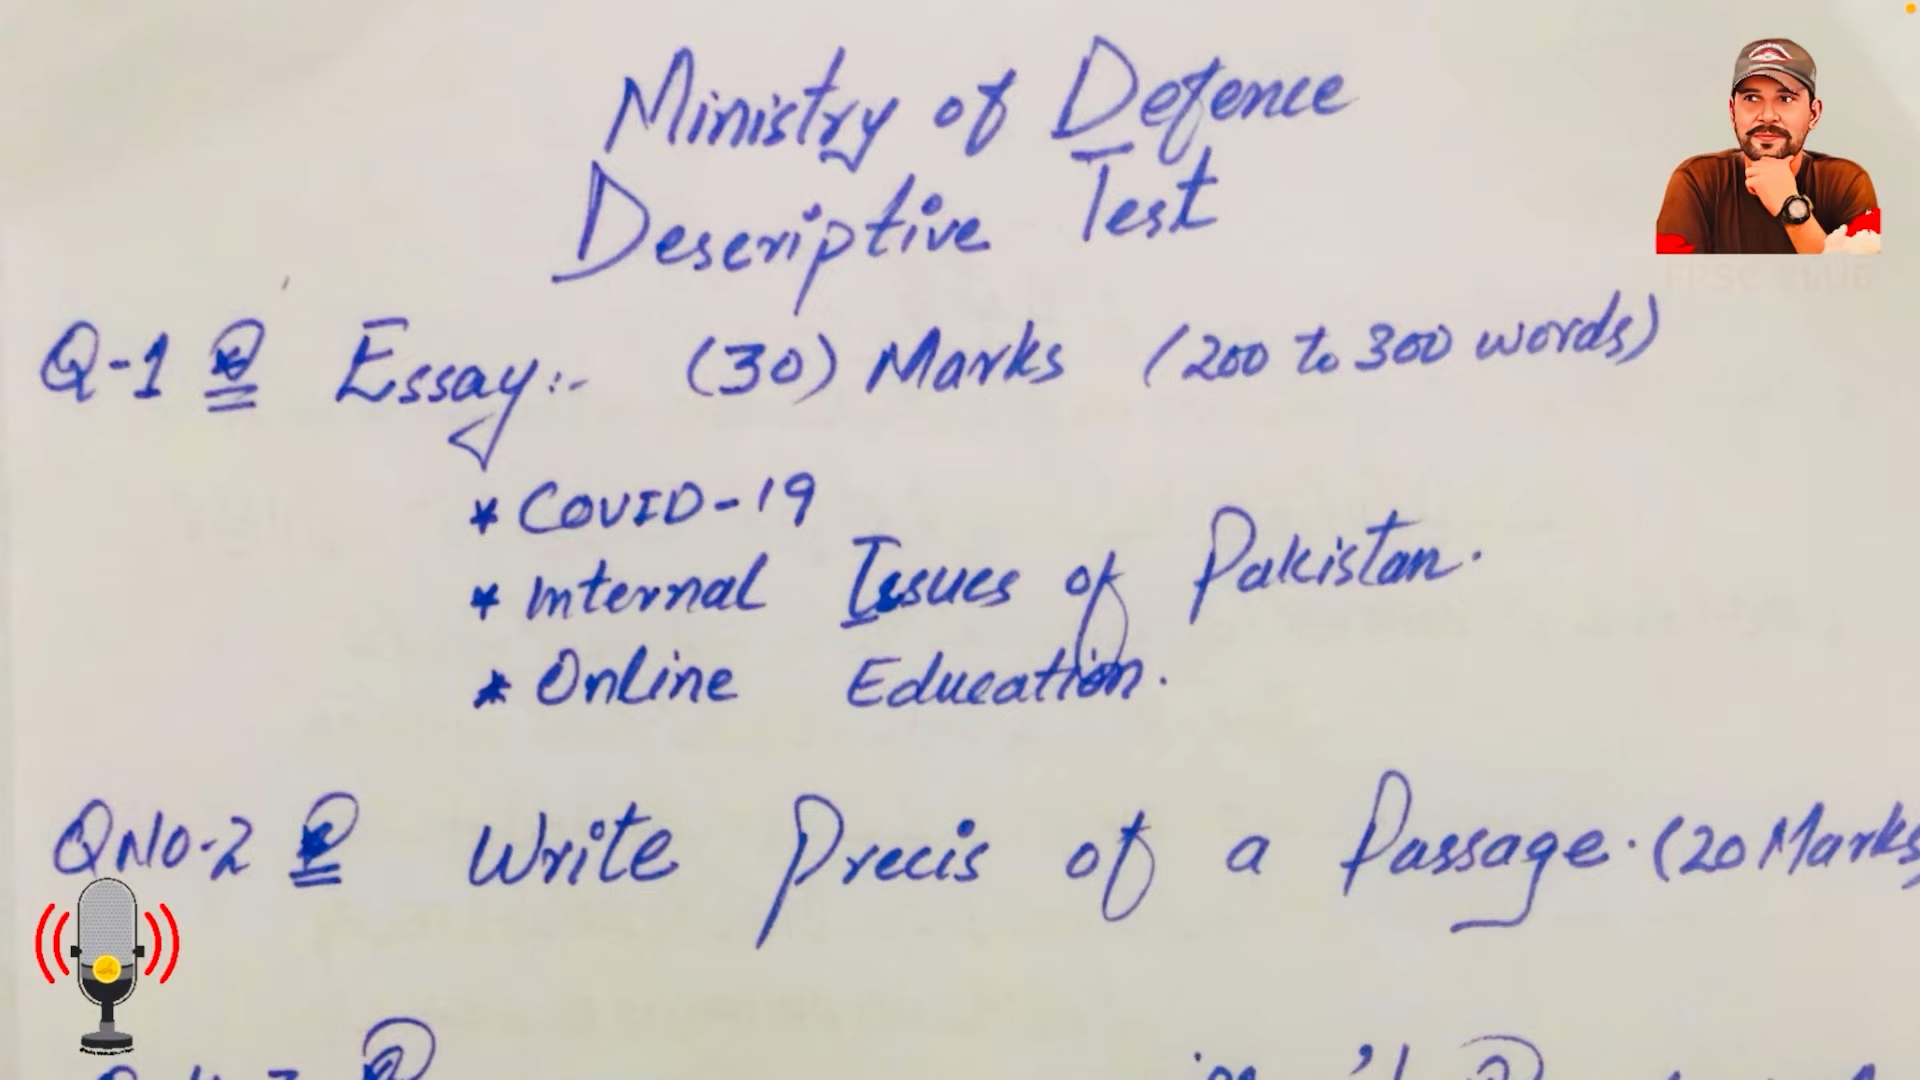 Ministry of Defence
Descriptive Test
Q-1 Essay:- (30) Marks (200 to 300 words)
* COVID-19
* Internal Issues of Pakistan.
* Online Education.
QNo-2 Write Precis of a Passage. (20 Marks